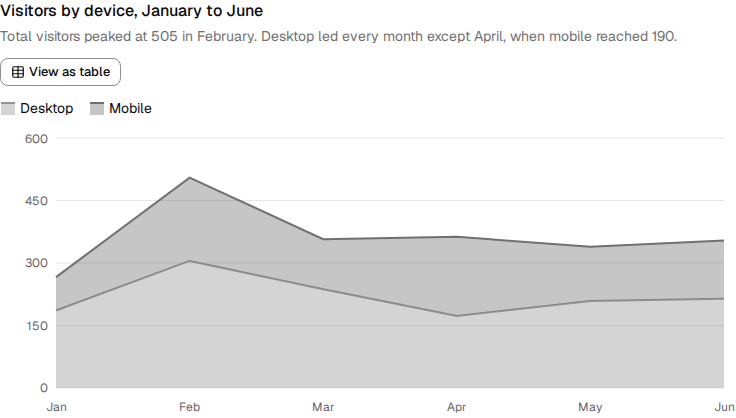 Visitors by device, January to June
Total visitors peaked at 505 in February. Desktop led every month except April, when mobile reached 190.
View as table
Desktop Mobile
600
450
300
150
0
Jan Feb Mar Apr May Jun